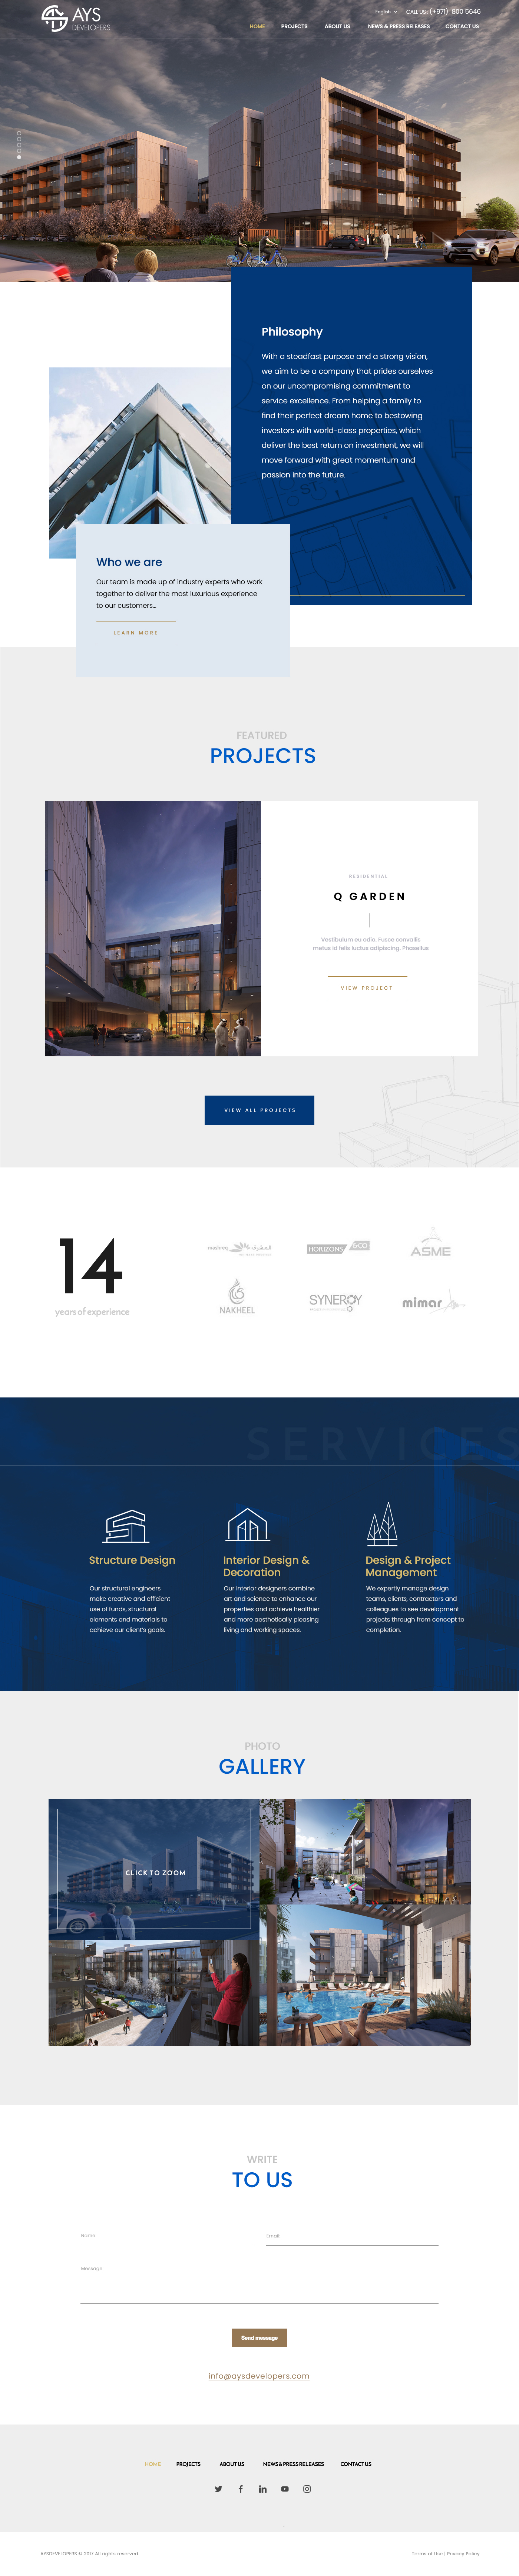 AYS
DEVELOPERS
English
CALL US: (+971) 800 5646
HOME
PROJECTS
ABOUT US
NEWS & PRESS RELEASES
CONTACT US
Philosophy
With a steadfast purpose and a strong vision,
we aim to be a company that prides ourselves
on our uncompromising commitment to
service excellence. From helping a family to
find their perfect dream home to bestowing
investors with world-class properties, which
deliver the best return on investment, we will
move forward with great momentum and
passion into the future.
Who we are
Our team is made up of industry experts who work
together to deliver the most luxurious experience
to our customers...
LEARN MORE
FEATURED
PROJECTS
RESIDENTIAL
Q GARDEN
Vestibulum eu odio. Fusce convallis
metus id felis luctus adipiscing. Phasellus
VIEW PROJECT
VIEW ALL PROJECTS
14
years of experience
mashreq المشرق
HORIZONS eco
ASME
NAKHEEL
SYNERGY
mimar
SERVICES
Structure Design
Our structural engineers
make creative and efficient
use of funds, structural
elements and materials to
achieve our client's goals.
Interior Design &
Decoration
Our interior designers combine
art and science to enhance our
properties and achieve healthier
and more aesthetically pleasing
living and working spaces.
Design & Project
Management
We expertly manage design
teams, clients, contractors and
colleagues to see development
projects through from concept to
completion.
PHOTO
GALLERY
CLICK TO ZOOM
WRITE
TO US
Name
Email
Message
Send message
info@aysdevelopers.com
HOME
PROJECTS
ABOUT US
NEWS & PRESS RELEASES
CONTACT US
AYSDEVELOPERS © 2017 All rights reserved.
Terms of Use | Privacy Policy